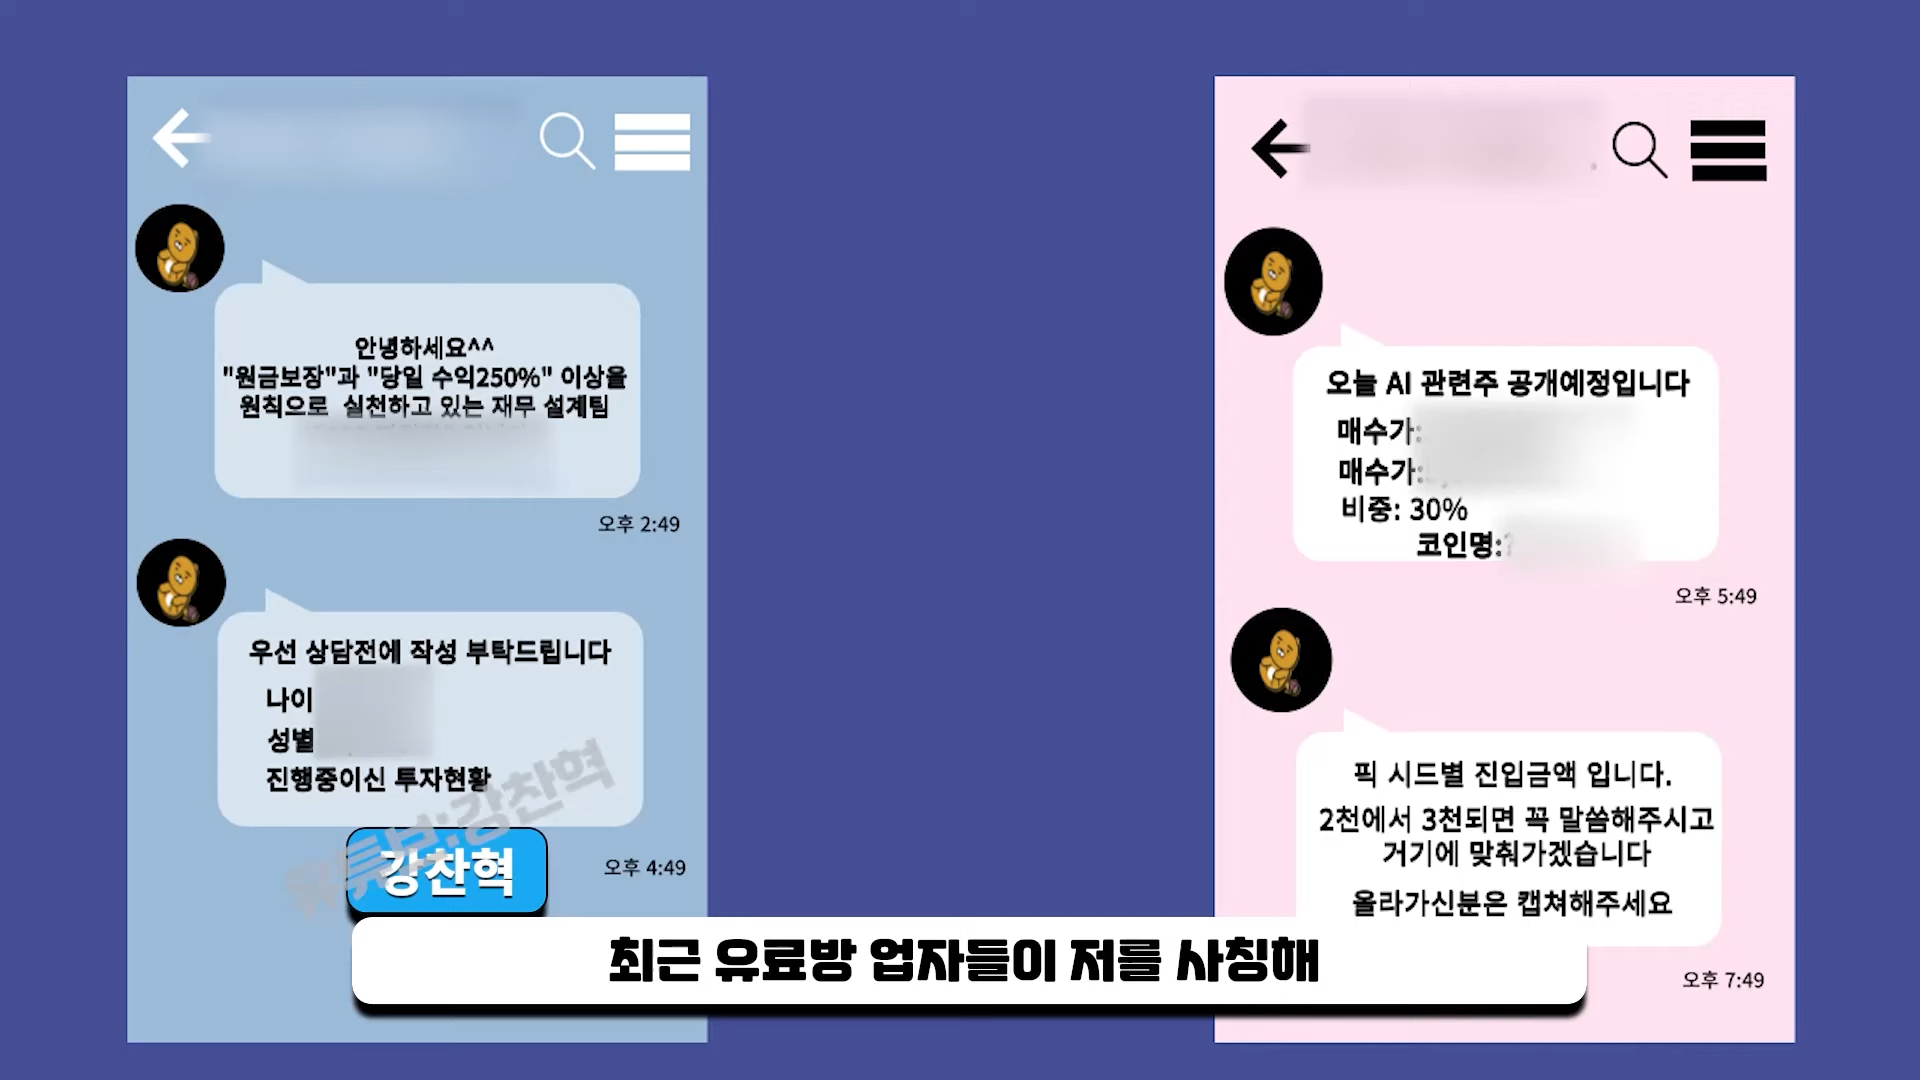 안녕하세요^^
"원금보장"과 "당일 수익250%" 이상을
원칙으로 실천하고 있는 재무 설계팀
오후 2:49
우선 상담전에 작성 부탁드립니다
나이
성별
진행중이신 투자현황
유튜브:강찬혁
오후 4:49
오늘 AI 관련주 공개예정입니다
매수가:
매수가:
비중: 30%
코인명:
오후 5:49
픽 시드별 진입금액 입니다.
2천에서 3천되면 꼭 말씀해주시고
거기에 맞춰가겠습니다
올라가신분은 캡쳐해주세요
오후 7:49
강찬혁
최근 유료방 업자들이 저를 사칭해